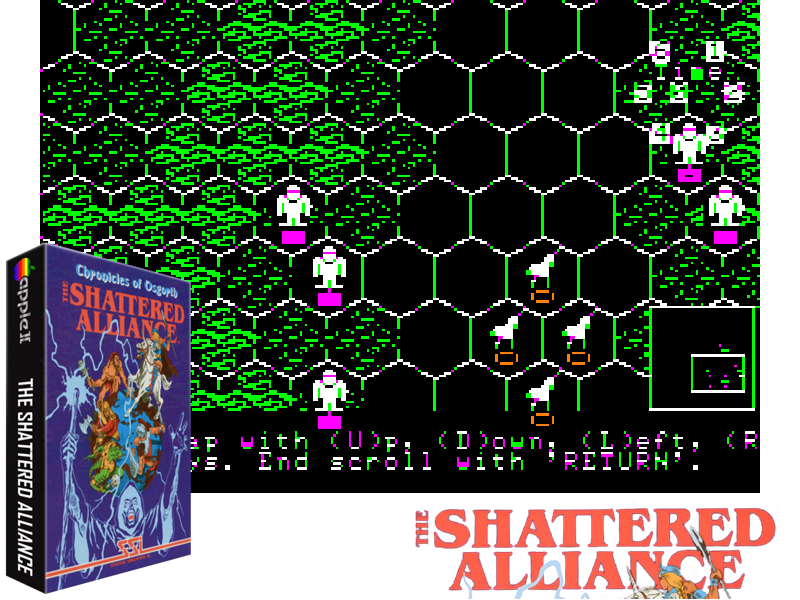 Time
ap with (U)p, (D)own, (L)eft, (R
ys. End scroll with 'RETURN'.
apple ][
THE SHATTERED ALLIANCE
Chronicles of Osgorth
THE
SHATTERED
ALLIANCE
SSI
THE
SHATTERED
ALLIANCE